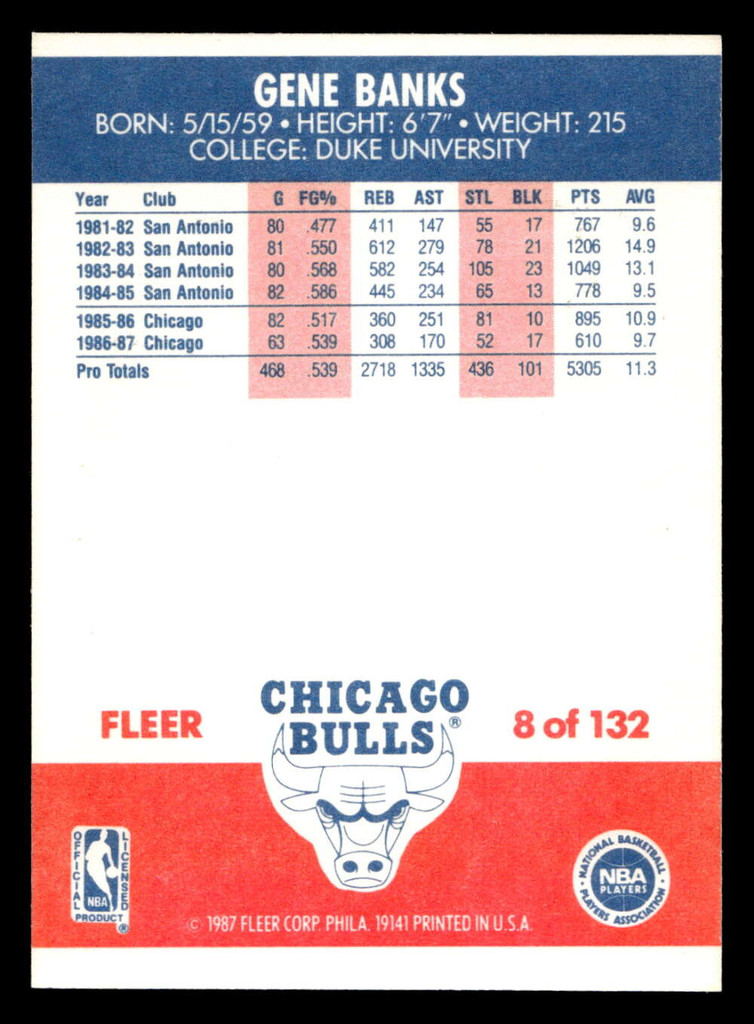 GENE BANKS
BORN: 5/15/59 • HEIGHT: 6'7" • WEIGHT: 215
COLLEGE: DUKE UNIVERSITY
Year Club G FG% REB AST STL BLK PTS AVG
1981-82 San Antonio 80 .477 411 147 55 17 767 9.6
1982-83 San Antonio 81 .550 612 279 78 21 1206 14.9
1983-84 San Antonio 80 .568 582 254 105 23 1049 13.1
1984-85 San Antonio 82 .586 445 234 65 13 778 9.5
1985-86 Chicago 82 .517 360 251 81 10 895 10.9
1986-87 Chicago 63 .539 308 170 52 17 610 9.7
Pro Totals 468 .539 2718 1335 436 101 5305 11.3
CHICAGO
BULLS®
FLEER
8 of 132
OFFICIAL LICENSED
NBA
PRODUCT ®
NATIONAL BASKETBALL
NBA
PLAYERS
PLAYERS ASSOCIATION
© 1987 FLEER CORP. PHILA. 19141 PRINTED IN U.S.A.